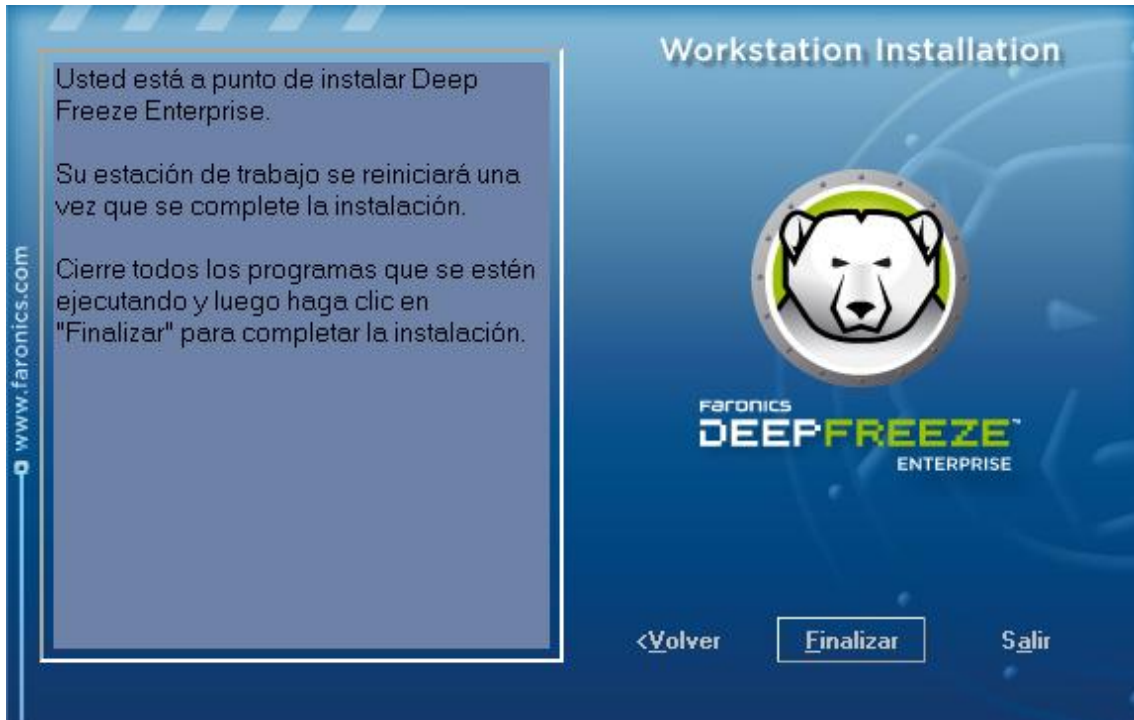 Workstation Installation
Usted está a punto de instalar Deep
Freeze Enterprise.
Su estación de trabajo se reiniciará una
vez que se complete la instalación.
Cierre todos los programas que se estén
ejecutando y luego haga clic en
"Finalizar" para completar la instalación.
www.faronics.com
Faronics
DEEPFREEZE™
ENTERPRISE
<Volver Finalizar Salir